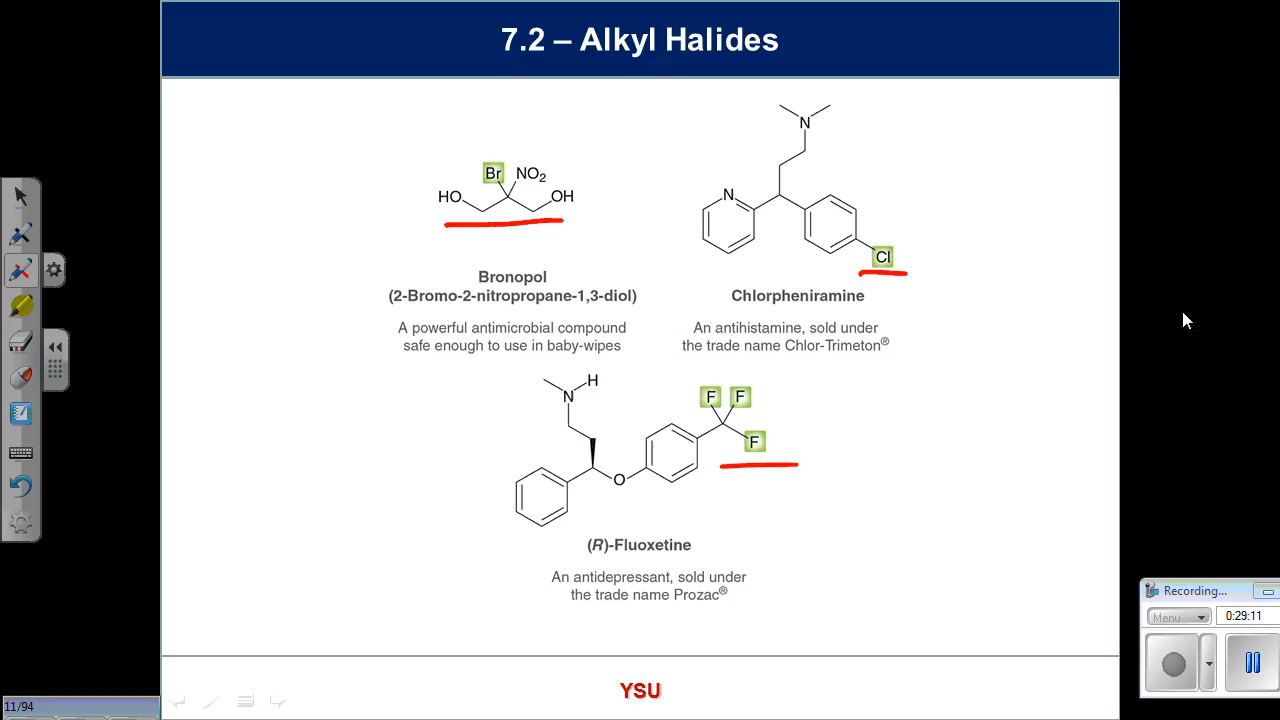 7.2 – Alkyl Halides
Br NO2
HO OH
N
N
Cl
Bronopol
(2-Bromo-2-nitropropane-1,3-diol)
A powerful antimicrobial compound
safe enough to use in baby-wipes
Chlorpheniramine
An antihistamine, sold under
the trade name Chlor-Trimeton®
H
N
F F
F
O
(R)-Fluoxetine
An antidepressant, sold under
the trade name Prozac®
YSU
11/94
Recording...
Menu
0:29:11